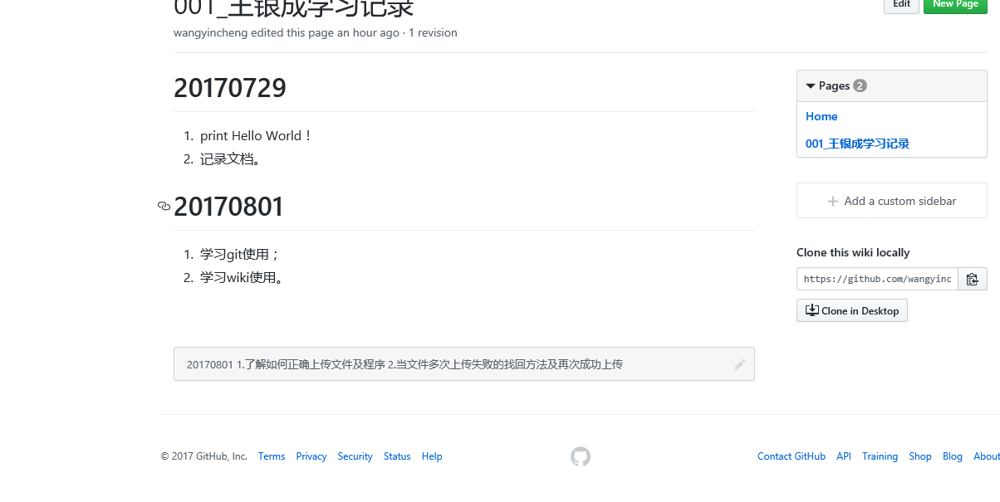 001_王银成学习记录
Edit
New Page
wangyincheng edited this page an hour ago · 1 revision
20170729
1. print Hello World！
2. 记录文档。
20170801
1. 学习git使用；
2. 学习wiki使用。
20170801 1.了解如何正确上传文件及程序 2.当文件多次上传失败的找回方法及再次成功上传
Pages 2
Home
001_王银成学习记录
+ Add a custom sidebar
Clone this wiki locally
https://github.com/wangyinc
Clone in Desktop
© 2017 GitHub, Inc. Terms Privacy Security Status Help
Contact GitHub API Training Shop Blog About